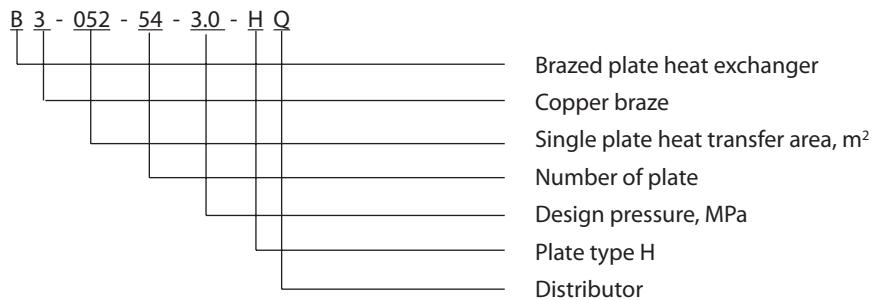 B 3 - 052 - 54 - 3.0 - H Q
Brazed plate heat exchanger
Copper braze
Single plate heat transfer area, m²
Number of plate
Design pressure, MPa
Plate type H
Distributor